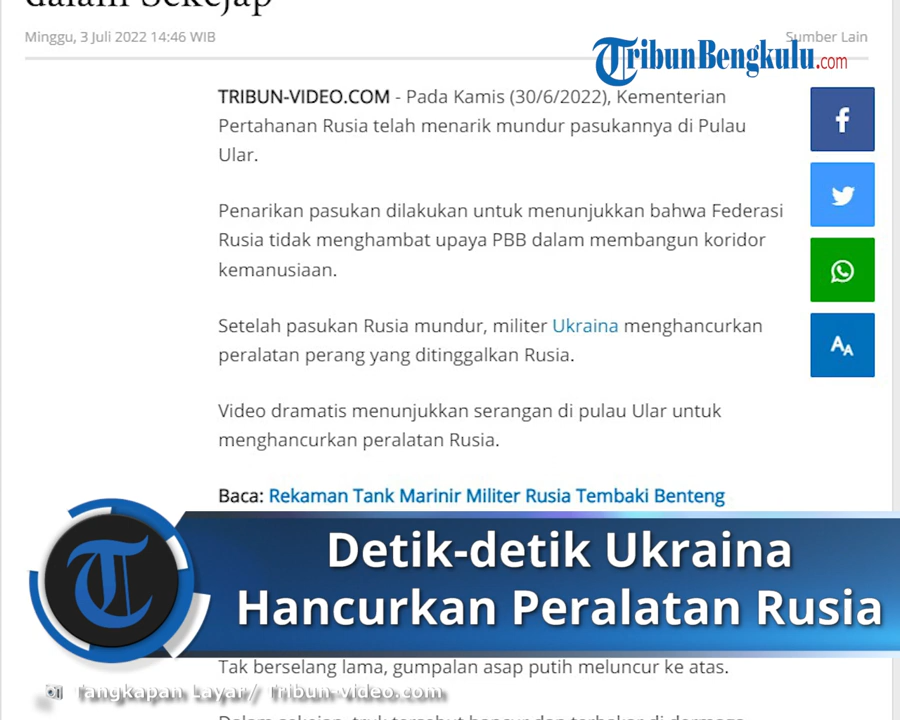 dalam Sekejap
Minggu, 3 Juli 2022 14:46 WIB
Sumber Lain
TribunBengkulu.com
TRIBUN-VIDEO.COM - Pada Kamis (30/6/2022), Kementerian
Pertahanan Rusia telah menarik mundur pasukannya di Pulau
Ular.
Penarikan pasukan dilakukan untuk menunjukkan bahwa Federasi
Rusia tidak menghambat upaya PBB dalam membangun koridor
kemanusiaan.
Setelah pasukan Rusia mundur, militer Ukraina menghancurkan
peralatan perang yang ditinggalkan Rusia.
Video dramatis menunjukkan serangan di pulau Ular untuk
menghancurkan peralatan Rusia.
Baca: Rekaman Tank Marinir Militer Rusia Tembaki Benteng
Detik-detik Ukraina
Hancurkan Peralatan Rusia
Tak berselang lama, gumpalan asap putih meluncur ke atas.
Tangkapan Layar/ Tribun-video.com